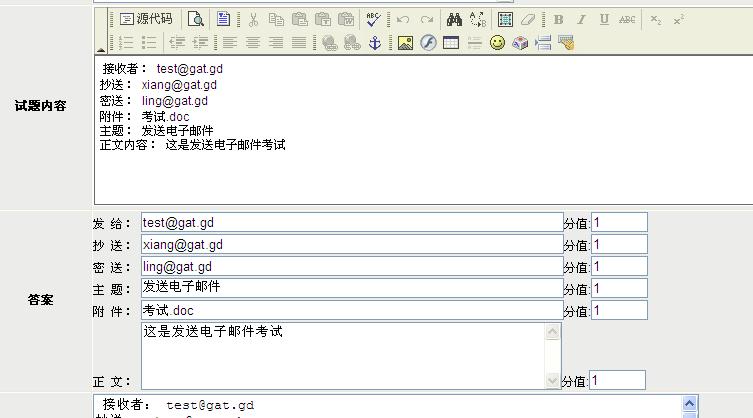 源代码
ABC
B I U ABC x₂ x²
试题内容
接收者： test@gat.gd
抄送： xiang@gat.gd
密送： ling@gat.gd
附件： 考试.doc
主题： 发送电子邮件
正文内容： 这是发送电子邮件考试
答案
发 给： test@gat.gd 分值:1
抄 送： xiang@gat.gd 分值:1
密 送： ling@gat.gd 分值:1
主 题： 发送电子邮件 分值:1
附 件： 考试.doc 分值:1
这是发送电子邮件考试
正 文： 分值:1
接收者： test@gat.gd